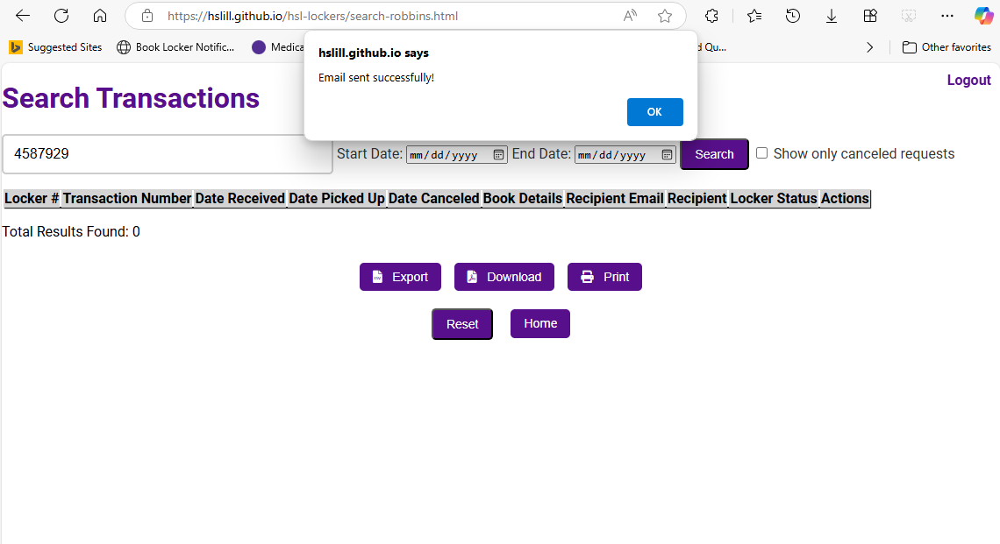 https://hslill.github.io/hsl-lockers/search-robbins.html
Suggested Sites Book Locker Notific... Medica d Qu... Other favorites
hslill.github.io says
Email sent successfully!
OK
Logout
Search Transactions
4587929 Start Date: mm/dd/yyyy End Date: mm/dd/yyyy Search Show only canceled requests
Locker # Transaction Number Date Received Date Picked Up Date Canceled Book Details Recipient Email Recipient Locker Status Actions
Total Results Found: 0
Export Download Print
Reset Home